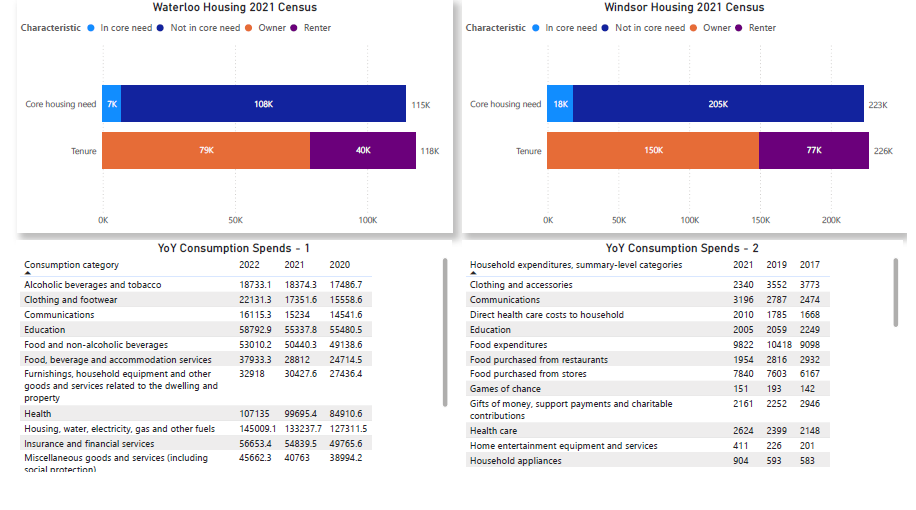 Waterloo Housing 2021 Census
Characteristic In core need Not in core need Owner Renter
Core housing need 7K 108K 115K
Tenure 79K 40K 118K
0K 50K 100K
Windsor Housing 2021 Census
Characteristic In core need Not in core need Owner Renter
Core housing need 18K 205K 223K
Tenure 150K 77K 226K
0K 50K 100K 150K 200K
YoY Consumption Spends - 1
Consumption category 2022 2021 2020
Alcoholic beverages and tobacco 18733.1 18374.3 17486.7
Clothing and footwear 22131.3 17351.6 15558.6
Communications 16115.3 15234 14541.6
Education 58792.9 55337.8 55480.5
Food and non-alcoholic beverages 53010.2 50440.3 49138.6
Food, beverage and accommodation services 37933.3 28812 24714.5
Furnishings, household equipment and other 32918 30427.6 27436.4
goods and services related to the dwelling and
property
Health 107135 99695.4 84910.6
Housing, water, electricity, gas and other fuels 145009.1 133237.7 127311.5
Insurance and financial services 56653.4 54839.5 49765.6
Miscellaneous goods and services (including 45662.3 40763 38994.2
social protection)
YoY Consumption Spends - 2
Household expenditures, summary-level categories 2021 2019 2017
Clothing and accessories 2340 3552 3773
Communications 3196 2787 2474
Direct health care costs to household 2010 1785 1668
Education 2005 2059 2249
Food expenditures 9822 10418 9098
Food purchased from restaurants 1954 2816 2932
Food purchased from stores 7840 7603 6167
Games of chance 151 193 142
Gifts of money, support payments and charitable 2161 2252 2946
contributions
Health care 2624 2399 2148
Home entertainment equipment and services 411 226 201
Household appliances 904 593 583